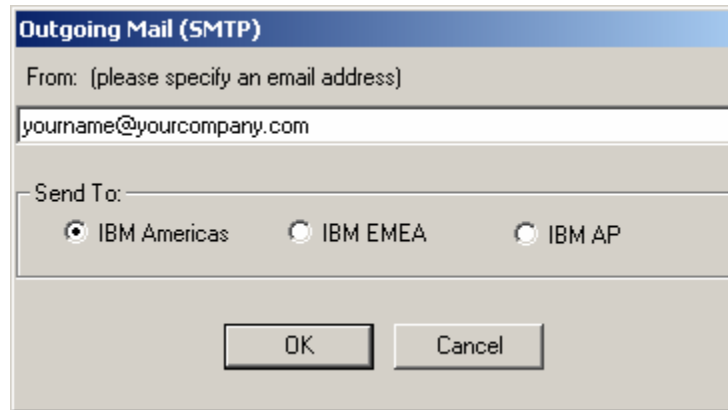 Outgoing Mail (SMTP)
From: (please specify an email address)
yourname@yourcompany.com
Send To:
IBM Americas IBM EMEA IBM AP
OK Cancel